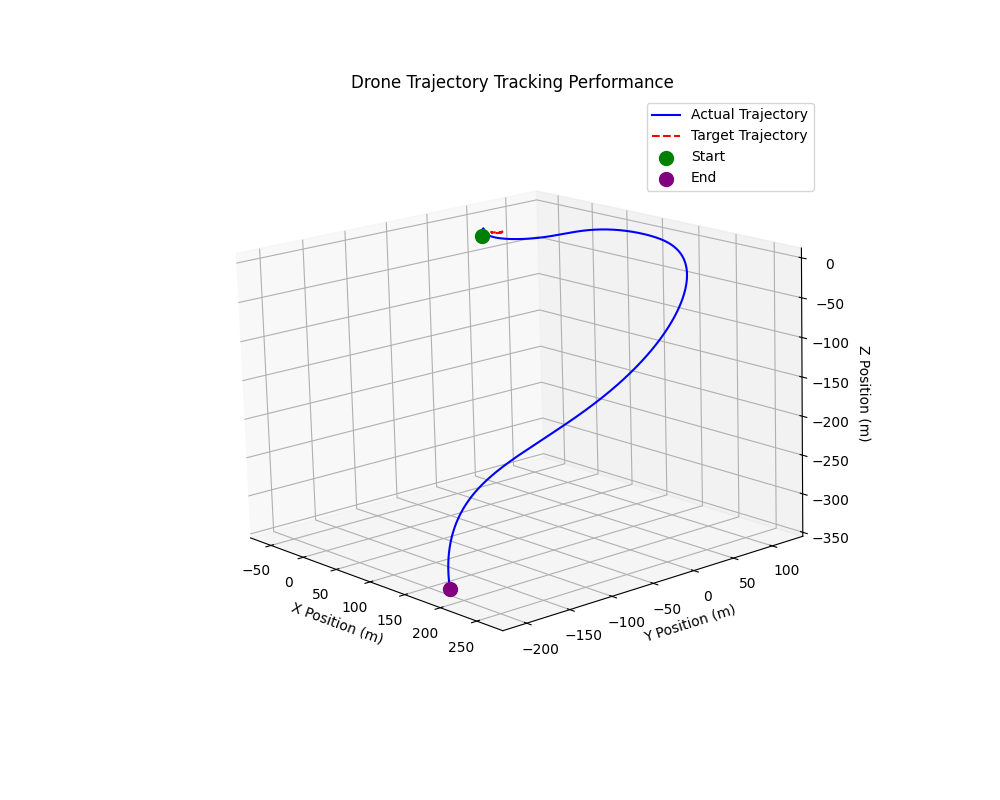 Drone Trajectory Tracking Performance
Actual Trajectory
Target Trajectory
Start
End
0
−50
−100
−150
−200
−250
−300
−350
Z Position (m)
−50
0
50
100
150
200
250
X Position (m)
−200
−150
−100
−50
0
50
100
Y Position (m)